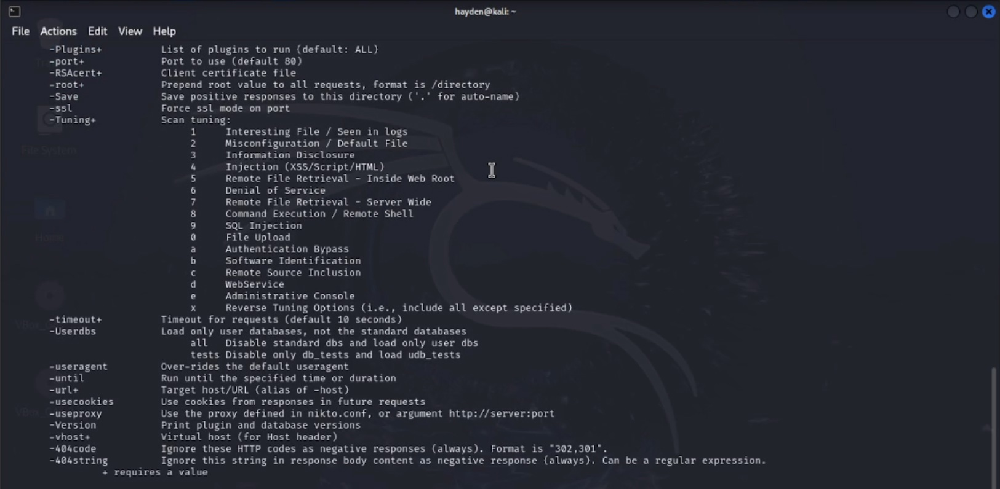 hayden@kali: ~
File Actions Edit View Help
-Plugins+ List of plugins to run (default: ALL)
-port+ Port to use (default 80)
-RSAcert+ Client certificate file
-root+ Prepend root value to all requests, format is /directory
-Save Save positive responses to this directory ('.' for auto-name)
-ssl Force ssl mode on port
-Tuning+ Scan tuning:
1 Interesting File / Seen in logs
2 Misconfiguration / Default File
3 Information Disclosure
4 Injection (XSS/Script/HTML)
5 Remote File Retrieval - Inside Web Root
6 Denial of Service
7 Remote File Retrieval - Server Wide
8 Command Execution / Remote Shell
9 SQL Injection
0 File Upload
a Authentication Bypass
b Software Identification
c Remote Source Inclusion
d WebService
e Administrative Console
x Reverse Tuning Options (i.e., include all except specified)
-timeout+ Timeout for requests (default 10 seconds)
-Userdbs Load only user databases, not the standard databases
all Disable standard dbs and load only user dbs
tests Disable only db_tests and load udb_tests
-useragent Over-rides the default useragent
-until Run until the specified time or duration
-url+ Target host/URL (alias of -host)
-usecookies Use cookies from responses in future requests
-useproxy Use the proxy defined in nikto.conf, or argument http://server:port
-Version Print plugin and database versions
-vhost+ Virtual host (for Host header)
-404code Ignore these HTTP codes as negative responses (always). Format is "302,301".
-404string Ignore this string in response body content as negative response (always). Can be a regular expression.
+ requires a value
File System
Home